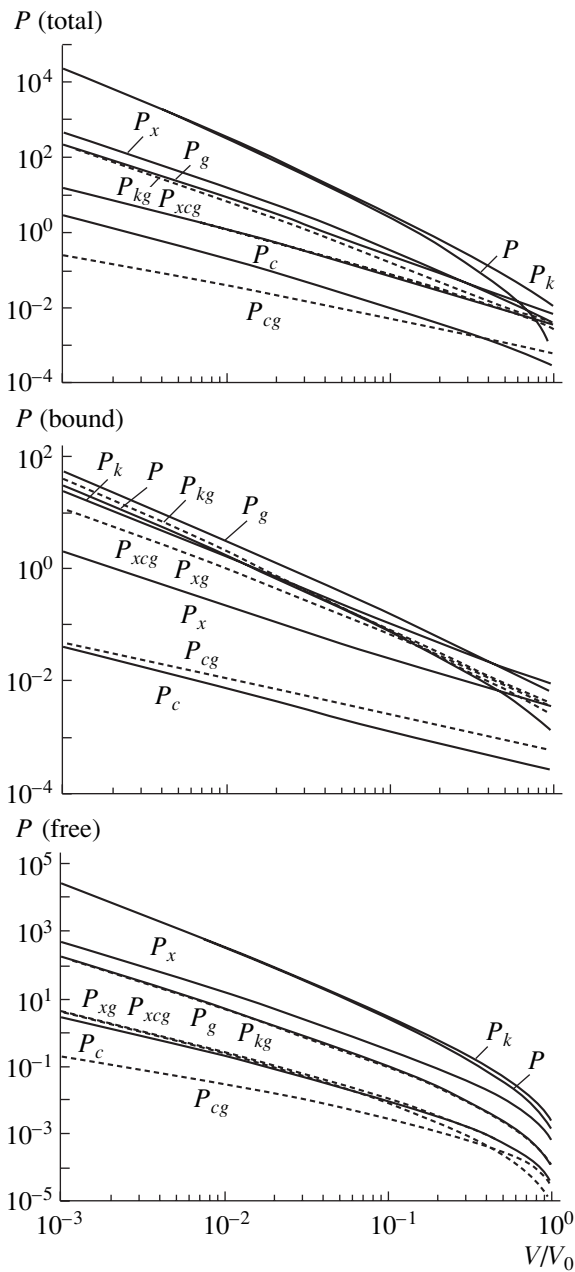 P (total)
10^4
P_x
P_g
10^2
P_kg
P_xcg
10^0
P_c
P
P_k
10^-2
P_cg
10^-4
P (bound)
10^2
P_k
P
P_kg
P_g
P_xcg
P_xg
10^0
P_x
P_cg
10^-2
P_c
10^-4
P (free)
10^5
10^3
P_x
10^1
P_xg
P_xcg
P_g
P_kg
P_k
P
10^-1
P_c
P_cg
10^-3
10^-5
10^-3 10^-2 10^-1 10^0
V/V_0